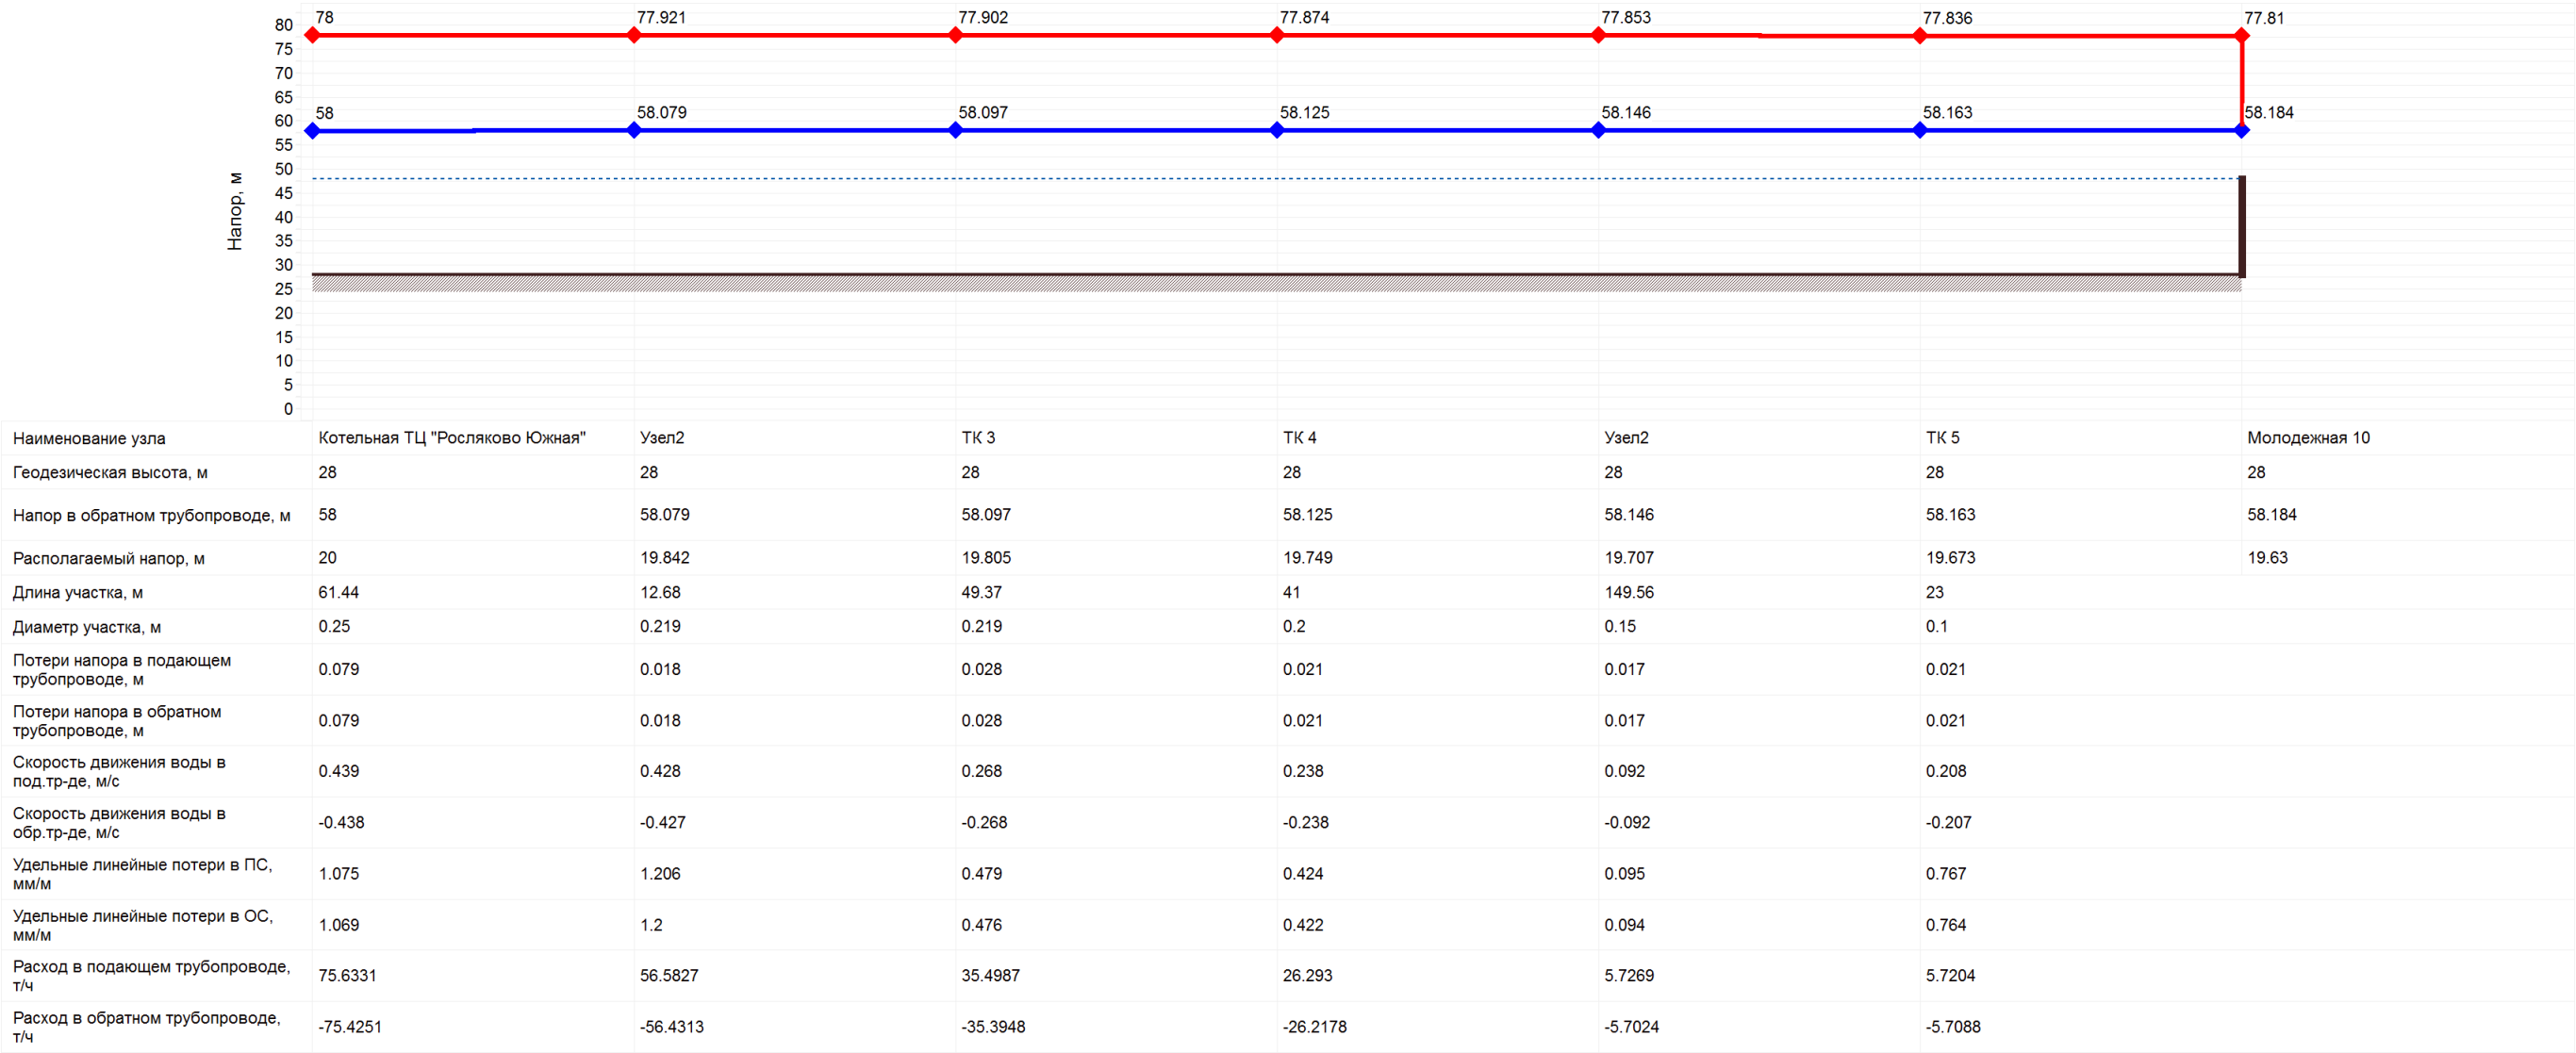 78 77.921 77.902 77.874 77.853 77.836 77.81
80
75
70
65
58 58.079 58.097 58.125 58.146 58.163 58.184
60
55
50
45
40
35
30
25
20
15
10
5
0
Напор, м
Наименование узла Котельная ТЦ "Росляково Южная" Узел2 ТК 3 ТК 4 Узел2 ТК 5 Молодежная 10
Геодезическая высота, м 28 28 28 28 28 28 28
Напор в обратном трубопроводе, м 58 58.079 58.097 58.125 58.146 58.163 58.184
Располагаемый напор, м 20 19.842 19.805 19.749 19.707 19.673 19.63
Длина участка, м 61.44 12.68 49.37 41 149.56 23
Диаметр участка, м 0.25 0.219 0.219 0.2 0.15 0.1
Потери напора в подающем
трубопроводе, м 0.079 0.018 0.028 0.021 0.017 0.021
Потери напора в обратном
трубопроводе, м 0.079 0.018 0.028 0.021 0.017 0.021
Скорость движения воды в
под.тр-де, м/с 0.439 0.428 0.268 0.238 0.092 0.208
Скорость движения воды в
обр.тр-де, м/с -0.438 -0.427 -0.268 -0.238 -0.092 -0.207
Удельные линейные потери в ПС,
мм/м 1.075 1.206 0.479 0.424 0.095 0.767
Удельные линейные потери в ОС,
мм/м 1.069 1.2 0.476 0.422 0.094 0.764
Расход в подающем трубопроводе,
т/ч 75.6331 56.5827 35.4987 26.293 5.7269 5.7204
Расход в обратном трубопроводе,
т/ч -75.4251 -56.4313 -35.3948 -26.2178 -5.7024 -5.7088